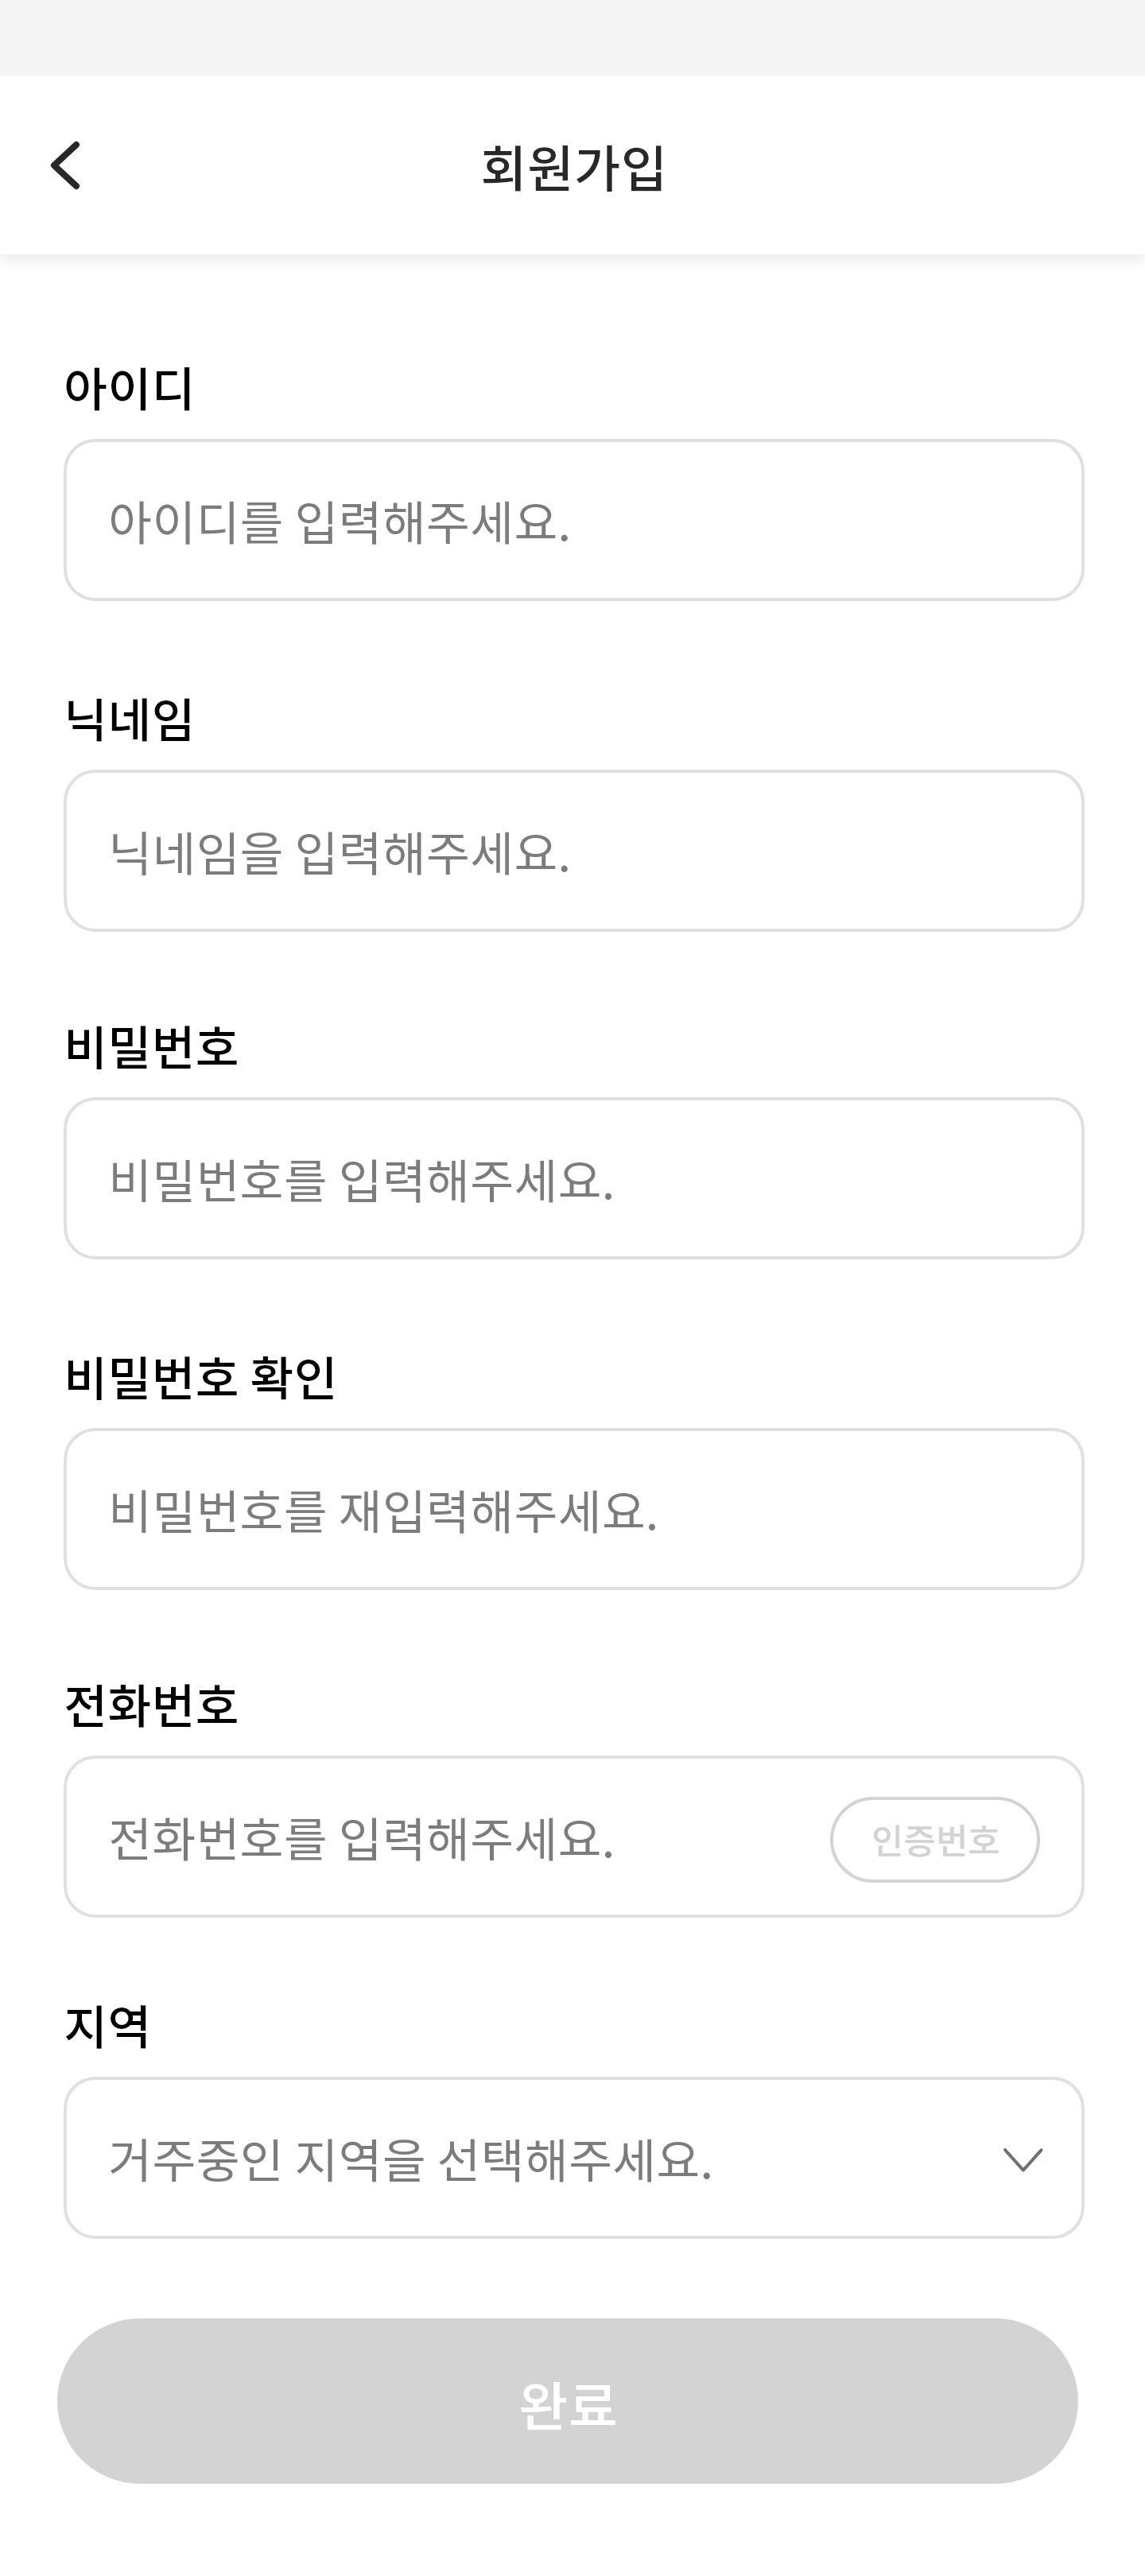 회원가입
아이디
아이디를 입력해주세요.
닉네임
닉네임을 입력해주세요.
비밀번호
비밀번호를 입력해주세요.
비밀번호 확인
비밀번호를 재입력해주세요.
전화번호
전화번호를 입력해주세요.
인증번호
지역
거주중인 지역을 선택해주세요.
완료